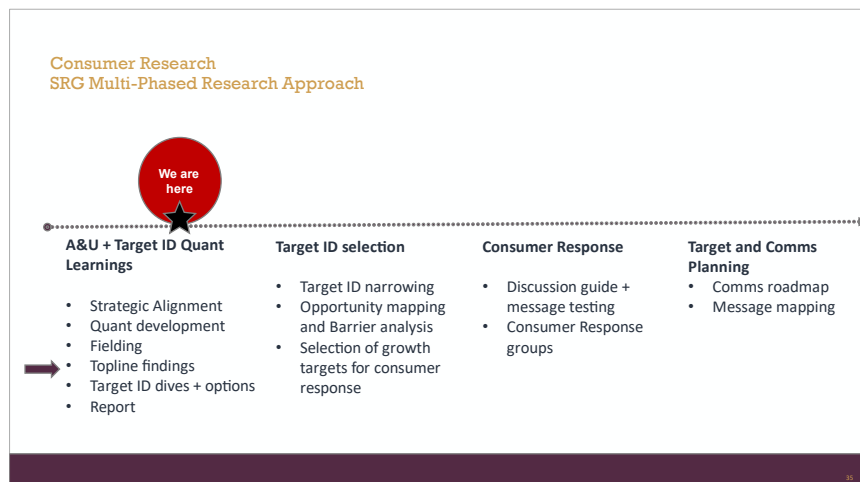 Consumer Research
SRG Multi-Phased Research Approach
We are
here
A&U + Target ID Quant
Learnings
• Strategic Alignment
• Quant development
• Fielding
• Topline findings
• Target ID dives + options
• Report
Target ID selection
• Target ID narrowing
• Opportunity mapping
and Barrier analysis
• Selection of growth
targets for consumer
response
Consumer Response
• Discussion guide +
message testing
• Consumer Response
groups
Target and Comms
Planning
• Comms roadmap
• Message mapping
35